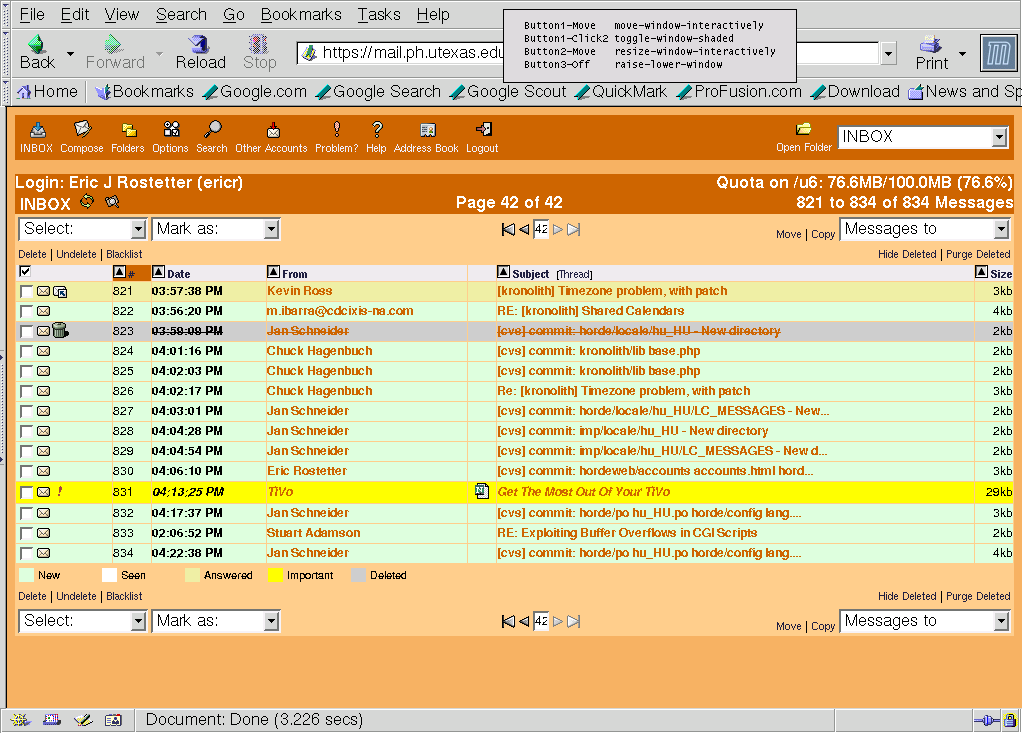 File Edit View Search Go Bookmarks Tasks Help
Button1-Move move-window-interactively
Button1-Click2 toggle-window-shaded
Button2-Move resize-window-interactively
Button3-Off raise-lower-window
Back Forward Reload Stop https://mail.ph.utexas.edu Print
Home Bookmarks Google.com Google Search Google Scout QuickMark ProFusion.com Download News and Sp
INBOX Compose Folders Options Search Other Accounts Problem? Help Address Book Logout Open Folder INBOX
Login: Eric J Rostetter (ericr) Quota on /u6: 76.6MB/100.0MB (76.6%)
INBOX Page 42 of 42 821 to 834 of 834 Messages
Select: Mark as: 42 Move | Copy Messages to
Delete | Undelete | Blacklist Hide Deleted | Purge Deleted
# Date From Subject [Thread] Size
821 03:57:38 PM Kevin Ross [kronolith] Timezone problem, with patch 3kb
822 03:56:20 PM m.ibarra@cdcixis-na.com RE: [kronolith] Shared Calendars 4kb
823 03:59:09 PM Jan Schneider [cvs] commit: horde/locale/hu_HU - New directory 2kb
824 04:01:16 PM Chuck Hagenbuch [cvs] commit: kronolith/lib base.php 2kb
825 04:02:03 PM Chuck Hagenbuch [cvs] commit: kronolith/lib base.php 2kb
826 04:02:17 PM Chuck Hagenbuch Re: [kronolith] Timezone problem, with patch 3kb
827 04:03:01 PM Jan Schneider [cvs] commit: horde/locale/hu_HU/LC_MESSAGES - New... 2kb
828 04:04:28 PM Jan Schneider [cvs] commit: imp/locale/hu_HU - New directory 2kb
829 04:04:54 PM Jan Schneider [cvs] commit: imp/locale/hu_HU/LC_MESSAGES - New d... 2kb
830 04:06:10 PM Eric Rostetter [cvs] commit: hordeweb/accounts accounts.html hord... 3kb
! 831 04:13:25 PM TiVo Get The Most Out Of Your TiVo 29kb
832 04:17:37 PM Jan Schneider [cvs] commit: horde/po hu_HU.po horde/config lang.... 3kb
833 02:06:52 PM Stuart Adamson RE: Exploiting Buffer Overflows in CGI Scripts 2kb
834 04:22:38 PM Jan Schneider [cvs] commit: horde/po hu_HU.po horde/config lang.... 4kb
New Seen Answered Important Deleted
Delete | Undelete | Blacklist Hide Deleted | Purge Deleted
Select: Mark as: 42 Move | Copy Messages to
Document: Done (3.226 secs)